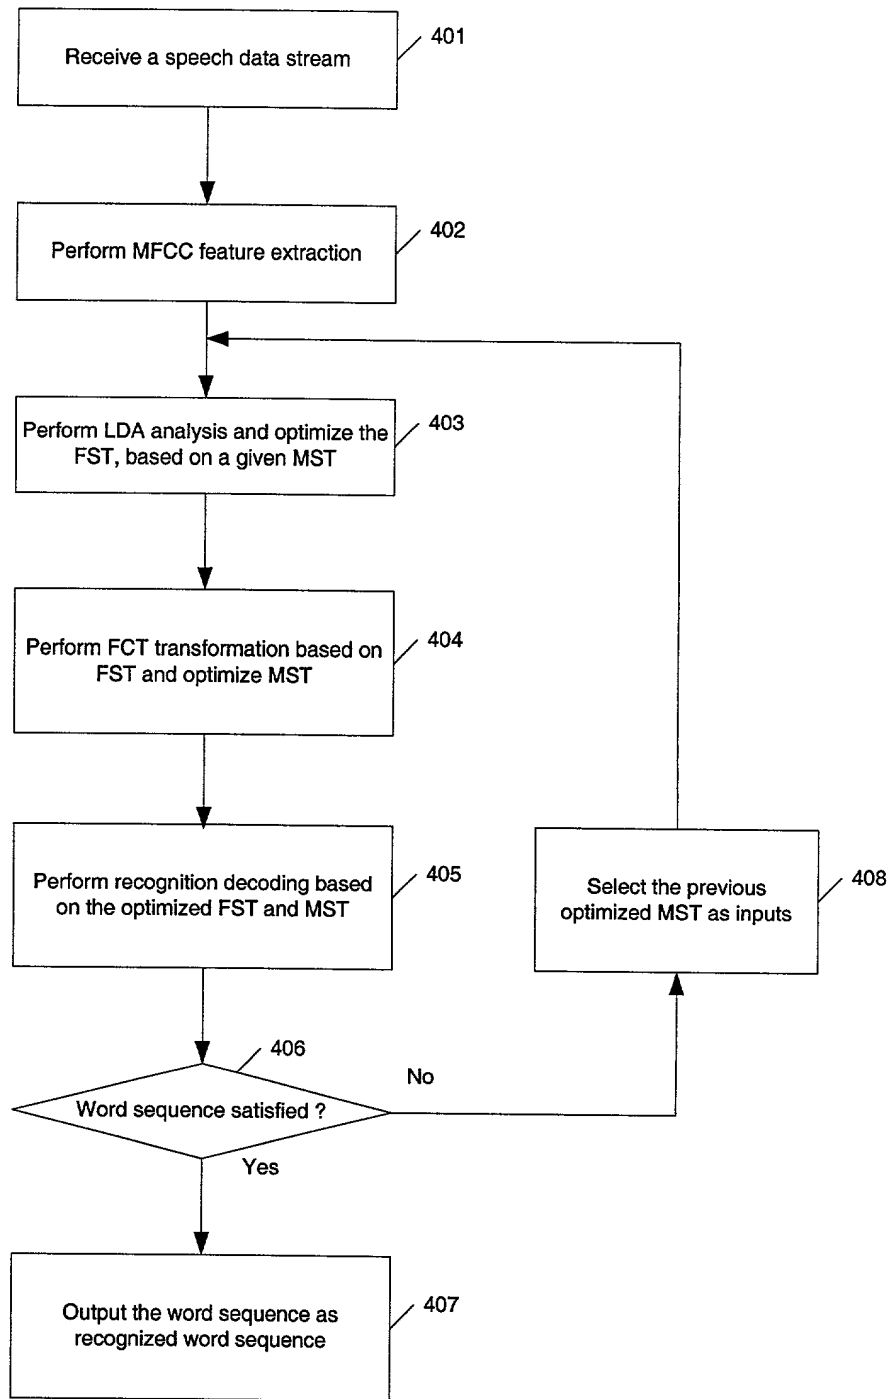 Receive a speech data stream
401
Perform MFCC feature extraction
402
Perform LDA analysis and optimize the
FST, based on a given MST
403
Perform FCT transformation based on
FST and optimize MST
404
Perform recognition decoding based
on the optimized FST and MST
405
Select the previous
optimized MST as inputs
408
406
Word sequence satisfied ?
No
Yes
Output the word sequence as
recognized word sequence
407